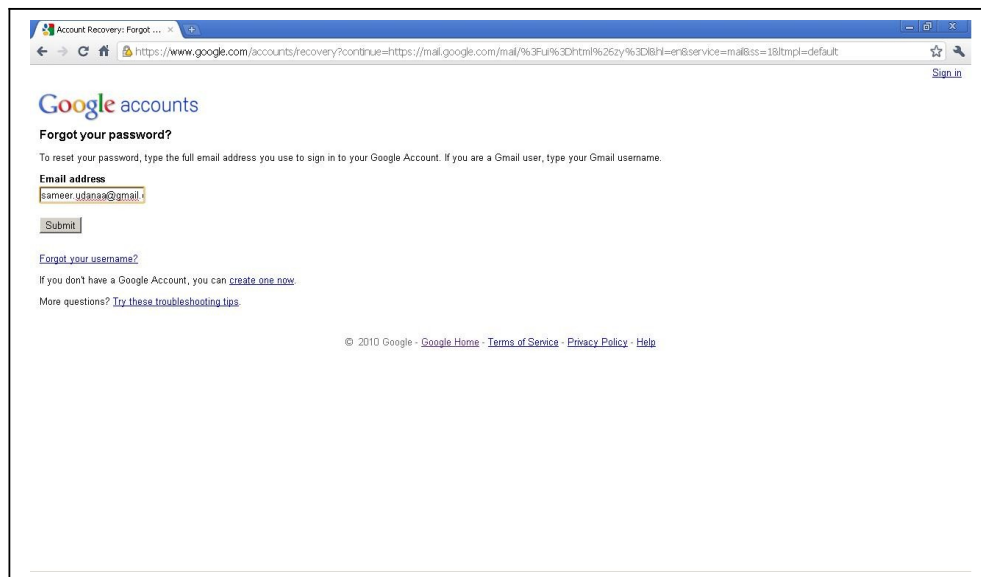 Account Recovery: Forgot ...
https://www.google.com/accounts/recovery?continue=https://mail.google.com/mail/%3Fui%3Dhtml%26zy%3Dl&hl=en&service=mail&ss=1&ltmpl=default
Sign in
Google accounts
Forgot your password?
To reset your password, type the full email address you use to sign in to your Google Account. If you are a Gmail user, type your Gmail username.
Email address
sameer.udanaa@gmail.
Submit
Forgot your username?
If you don't have a Google Account, you can create one now.
More questions? Try these troubleshooting tips.
© 2010 Google - Google Home - Terms of Service - Privacy Policy - Help